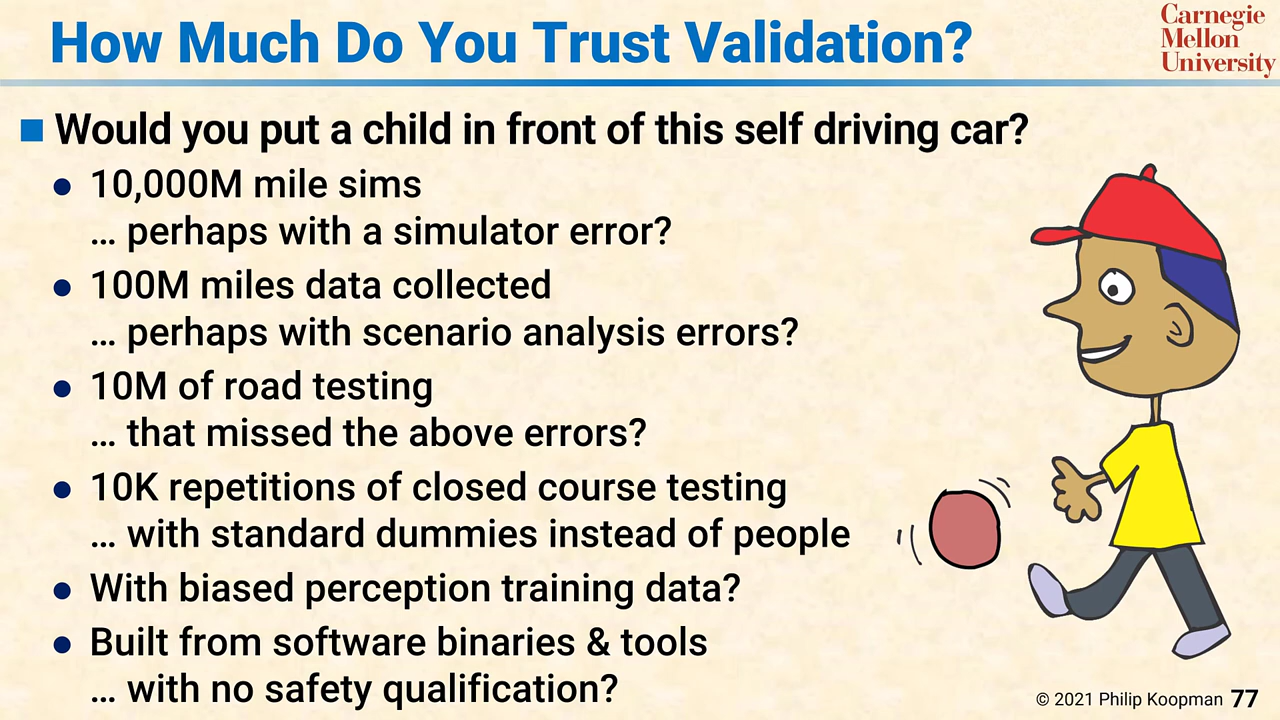 How Much Do You Trust Validation?
Carnegie
Mellon
University
■ Would you put a child in front of this self driving car?
● 10,000M mile sims
... perhaps with a simulator error?
● 100M miles data collected
... perhaps with scenario analysis errors?
● 10M of road testing
... that missed the above errors?
● 10K repetitions of closed course testing
... with standard dummies instead of people
● With biased perception training data?
● Built from software binaries & tools
... with no safety qualification?
© 2021 Philip Koopman 77